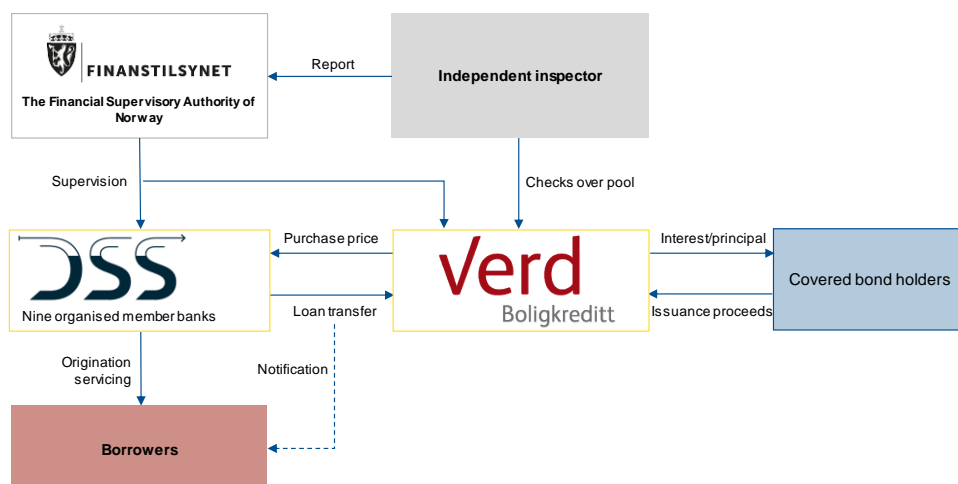 FINANSTILSYNET
The Financial Supervisory Authority of
Norway
Report
Independent inspector
Supervision
Checks over pool
DSS
Nine organised member banks
Purchase price
Loan transfer
Verd
Boligkreditt
Interest/principal
Issuance proceeds
Covered bond holders
Origination
servicing
Notification
Borrowers